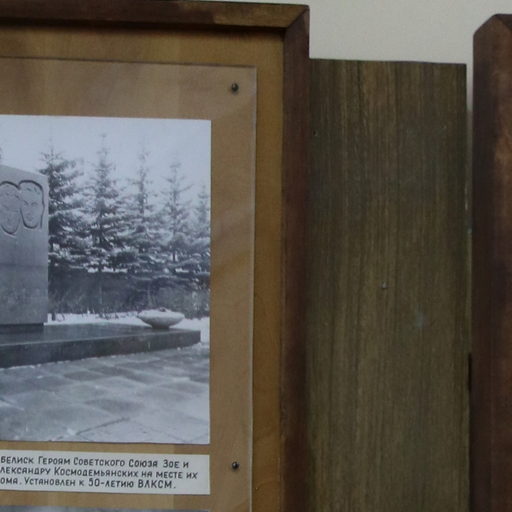 БЕЛИСК ГЕРОЯМ СОВЕТСКОГО СОЮЗА ЗОЕ И
ЛЕКСАНДРУ КОСМОДЕМЬЯНСКИХ НА МЕСТЕ ИХ
ОМА. УСТАНОВЛЕН К 50-ЛЕТИЮ ВЛКСМ.